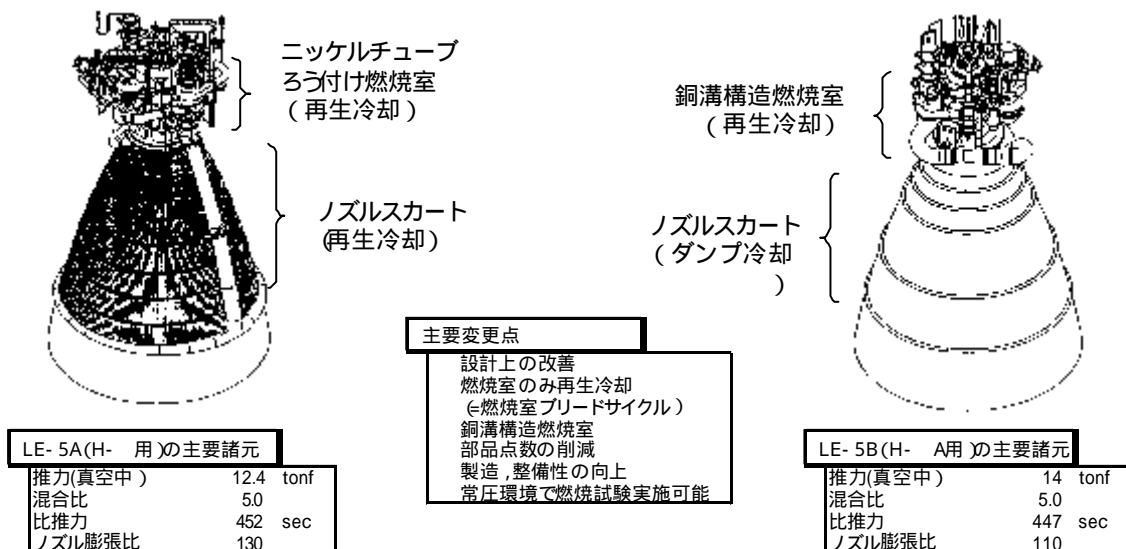 ニッケルチューブ
ろう付け燃焼室
(再生冷却)
ノズルスカート
(再生冷却)
銅溝構造燃焼室
(再生冷却)
ノズルスカート
(ダンプ冷却
)
主要変更点
設計上の改善
燃焼室のみ再生冷却
(=燃焼室ブリードサイクル)
銅溝構造燃焼室
部品点数の削減
製造,整備性の向上
常圧環境で燃焼試験実施可能
LE- 5A(H- 用)の主要諸元
推力(真空中) 12.4 tonf
混合比 5.0
比推力 452 sec
ノズル膨張比 130
LE- 5B(H- A用)の主要諸元
推力(真空中) 14 tonf
混合比 5.0
比推力 447 sec
ノズル膨張比 110